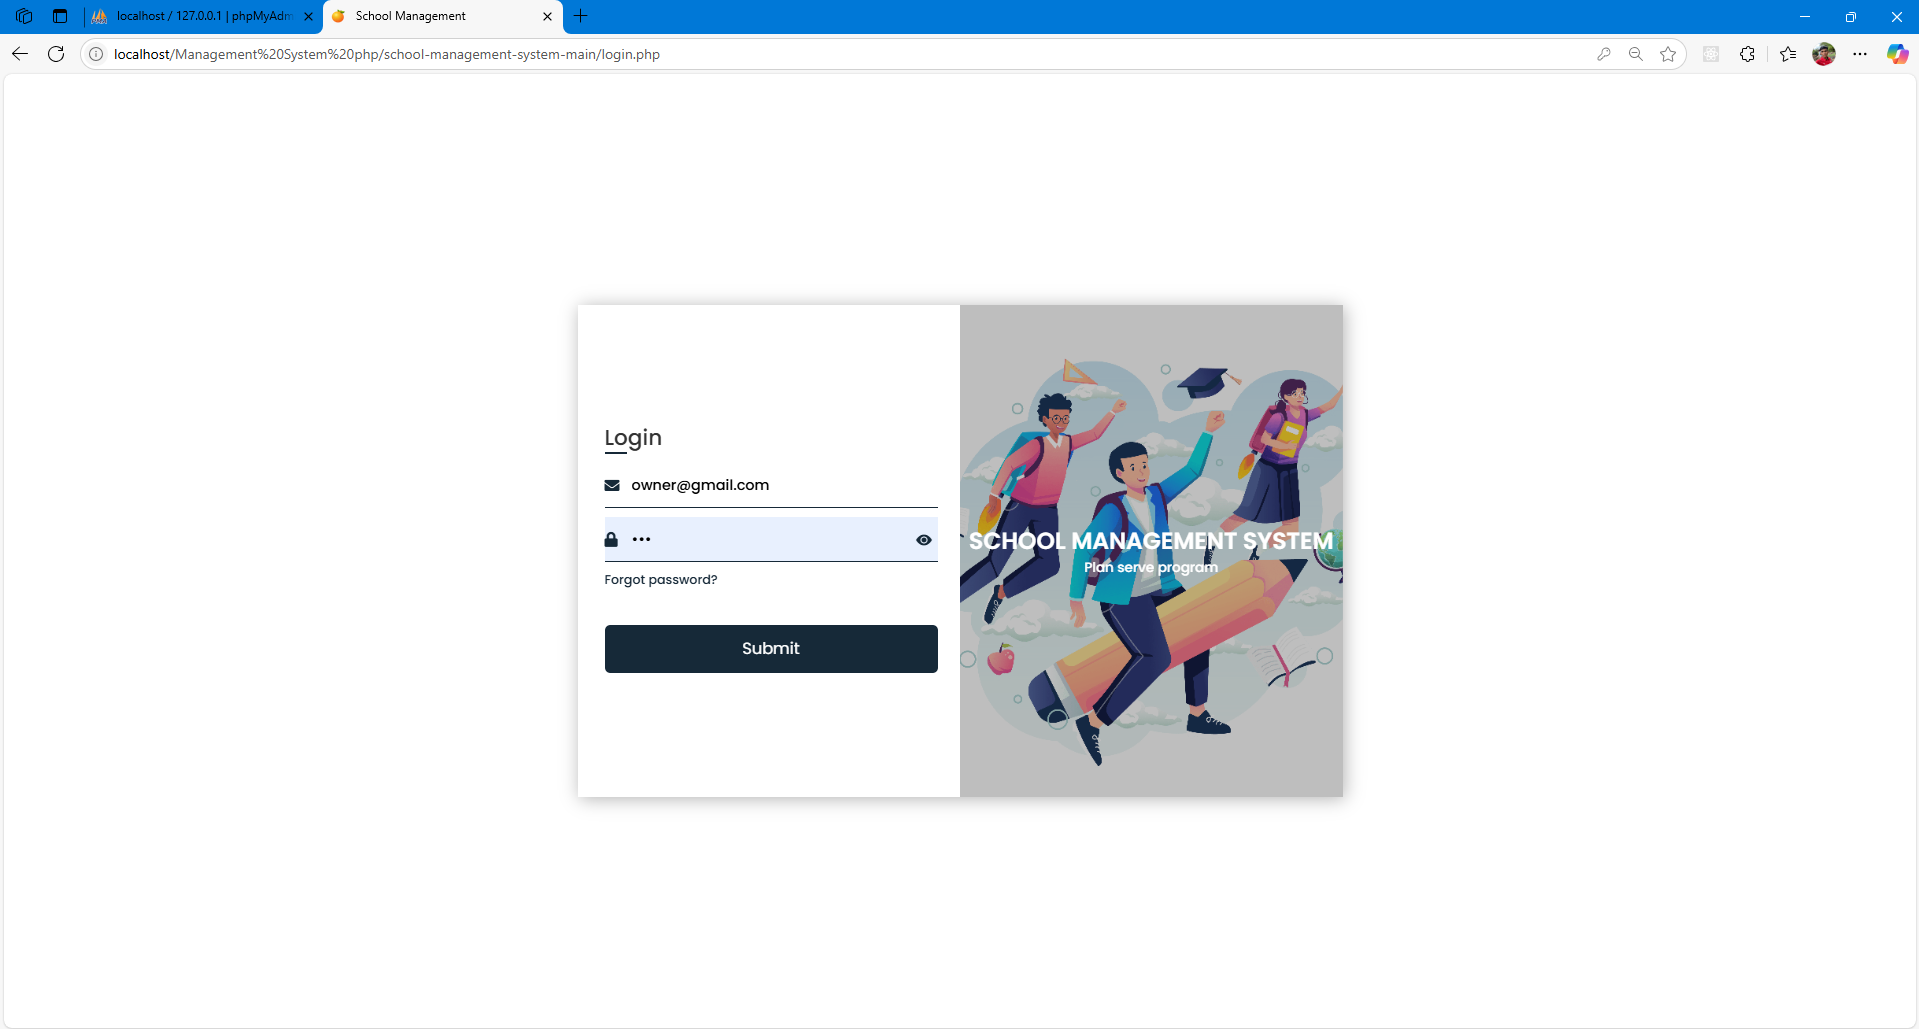 localhost / 127.0.0.1 | phpMyAdm
School Management
localhost/Management%20System%20php/school-management-system-main/login.php
Login
owner@gmail.com
•••
Forgot password?
Submit
SCHOOL MANAGEMENT SYSTEM
Plan serve program